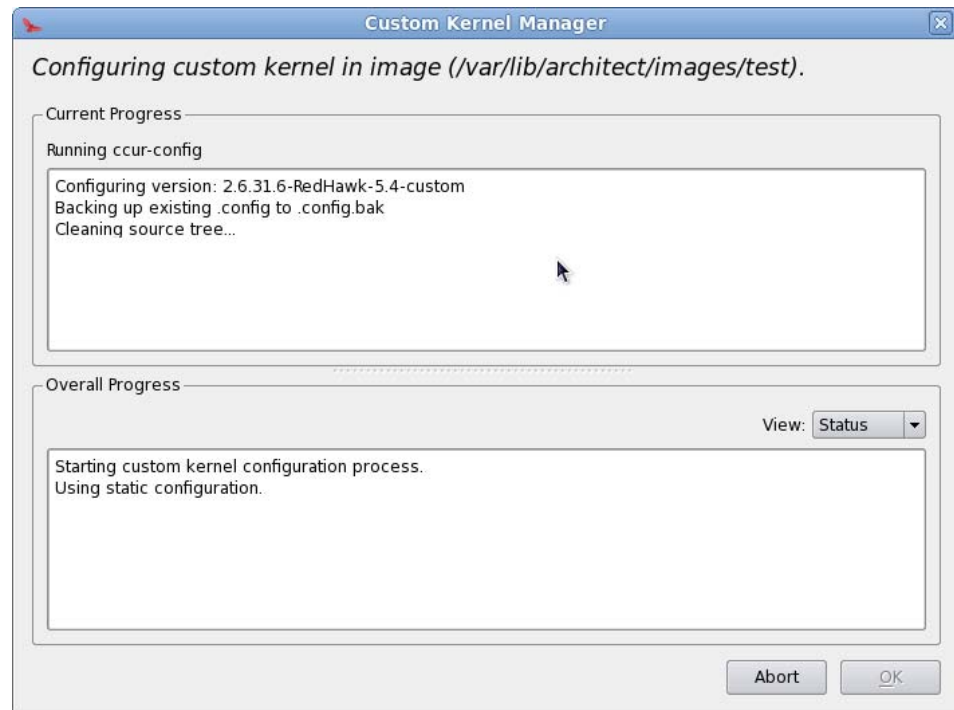 Custom Kernel Manager
Configuring custom kernel in image (/var/lib/architect/images/test).
Current Progress
Running ccur-config
Configuring version: 2.6.31.6-RedHawk-5.4-custom
Backing up existing .config to .config.bak
Cleaning source tree...
Overall Progress
View: Status
Starting custom kernel configuration process.
Using static configuration.
Abort OK